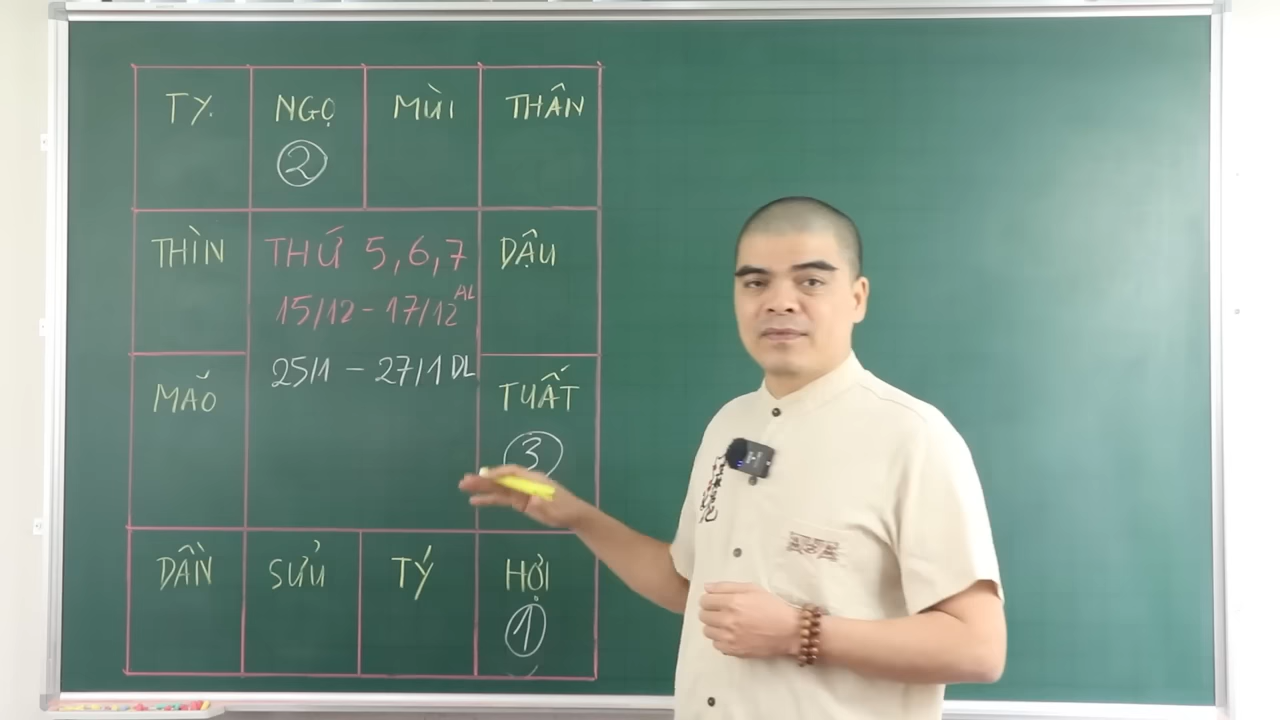 TỴ
NGỌ
MÙI
THÂN
2
THÌN
THỨ 5,6,7
DẬU
15/12 - 17/12 AL
25/1 - 27/1 DL
MÃO
TUẤT
3
DẦN
SỬU
TÝ
HỢI
1